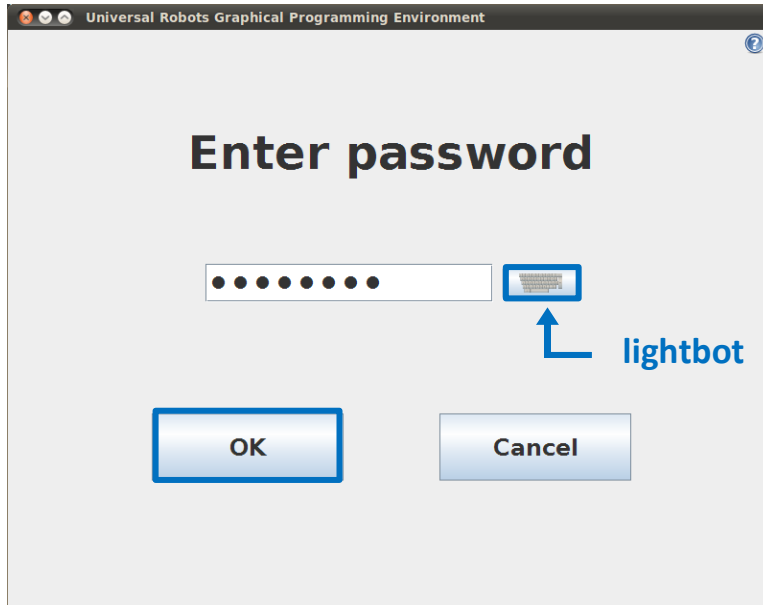 Universal Robots Graphical Programming Environment
?
Enter password
●●●●●●●●
lightbot
OK
Cancel